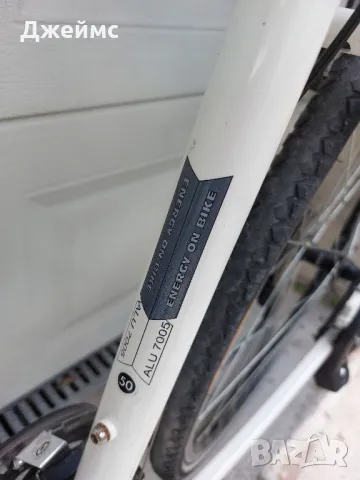 Джеймс
ENERGY ON BIKE
ENERGY ON BIKE
ALU 7005
ALU 7005
50
BAZAR